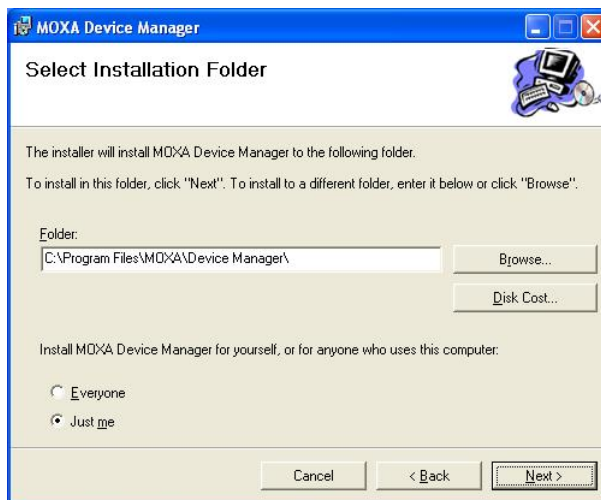 MOXA Device Manager
Select Installation Folder
The installer will install MOXA Device Manager to the following folder.
To install in this folder, click "Next". To install to a different folder, enter it below or click "Browse".
Folder:
C:\Program Files\MOXA\Device Manager\
Browse...
Disk Cost...
Install MOXA Device Manager for yourself, or for anyone who uses this computer:
Everyone
Just me
Cancel
< Back
Next >